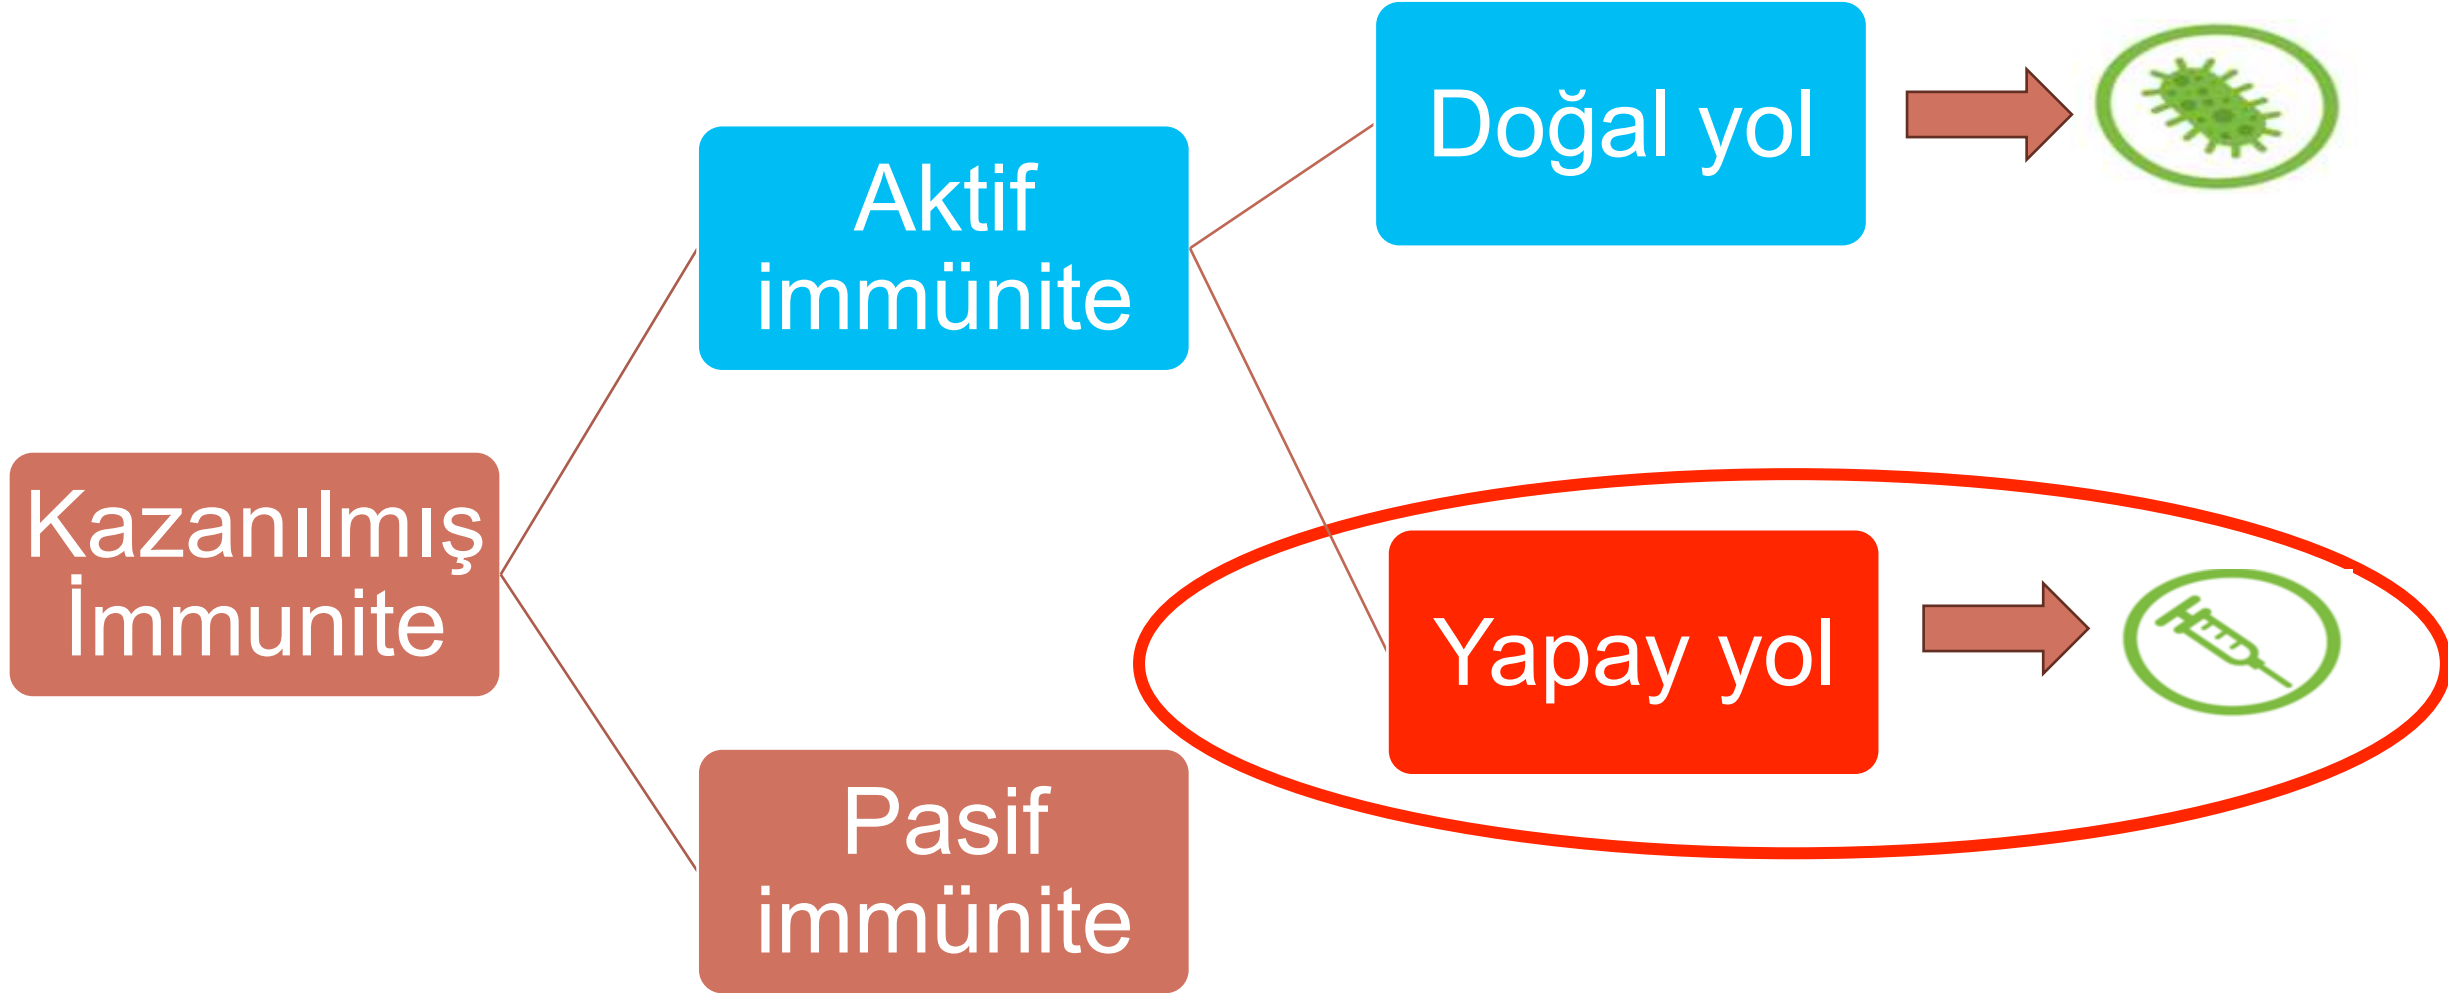 Kazanılmış
İmmunite
Aktif
immünite
Pasif
immünite
Doğal yol
Yapay yol